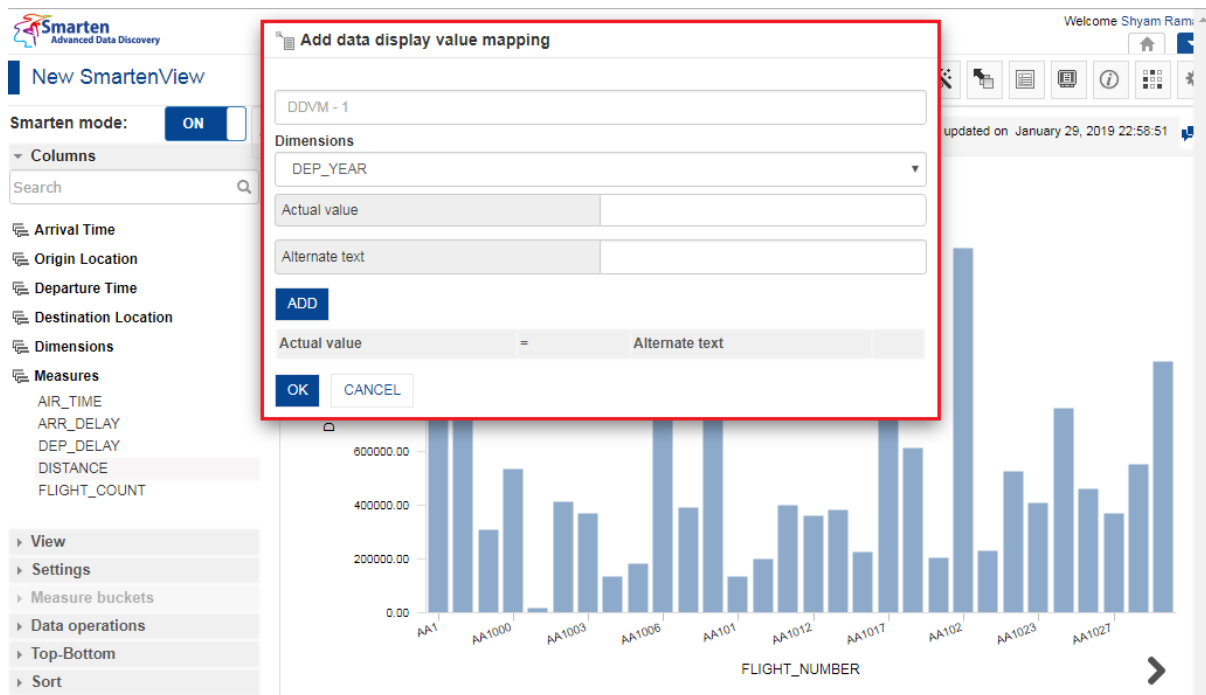 Smarten
Advanced Data Discovery
Welcome Shyam Rama
New SmartenView
Add data display value mapping
DDVM - 1
Smarten mode:
ON
Dimensions
updated on January 29, 2019 22:58:51
Columns
DEP_YEAR
Search
Actual value
Arrival Time
Origin Location
Alternate text
Departure Time
ADD
Destination Location
Dimensions
Actual value = Alternate text
Measures
OK CANCEL
AIR_TIME
ARR_DELAY
DEP_DELAY
DISTANCE
FLIGHT_COUNT
D
600000.00
400000.00
200000.00
0.00
View
Settings
Measure buckets
Data operations
Top-Bottom
Sort
AA1 AA1000 AA1003 AA1006 AA101 AA1012 AA1017 AA102 AA1023 AA1027
FLIGHT_NUMBER